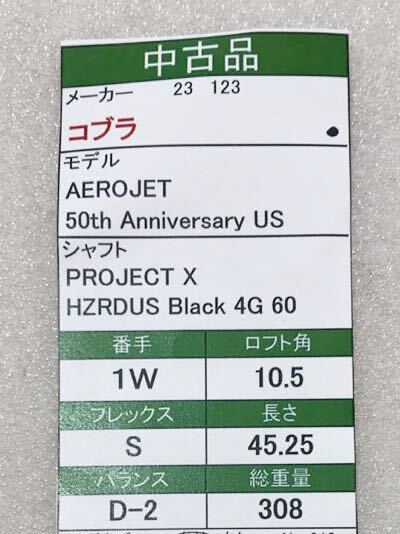 中古品
メーカー 23 123
コブラ ●
モデル
AEROJET
50th Anniversary US
シャフト
PROJECT X
HZRDUS Black 4G 60
番手 ロフト角
1W 10.5
フレックス 長さ
S 45.25
バランス 総重量
D-2 308